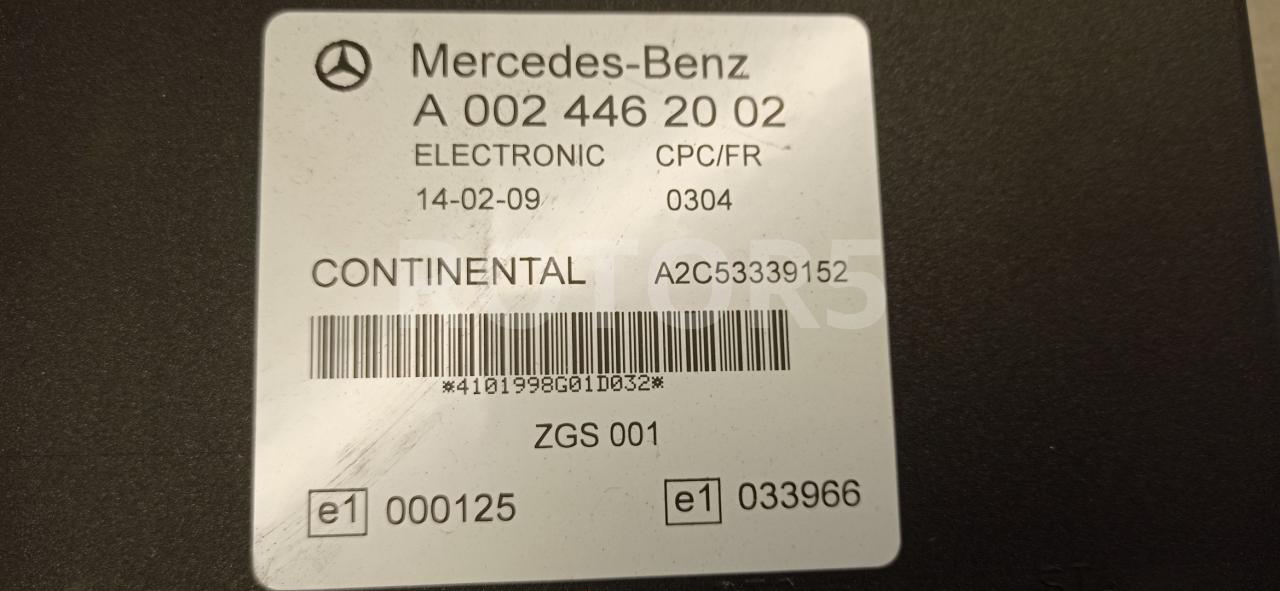 Mercedes-Benz
A 002 446 20 02
ELECTRONIC CPC/FR
14-02-09 0304
CONTINENTAL A2C53339152
ROTOR5
*4101998G01D032*
ZGS 001
e1 000125 e1 033966